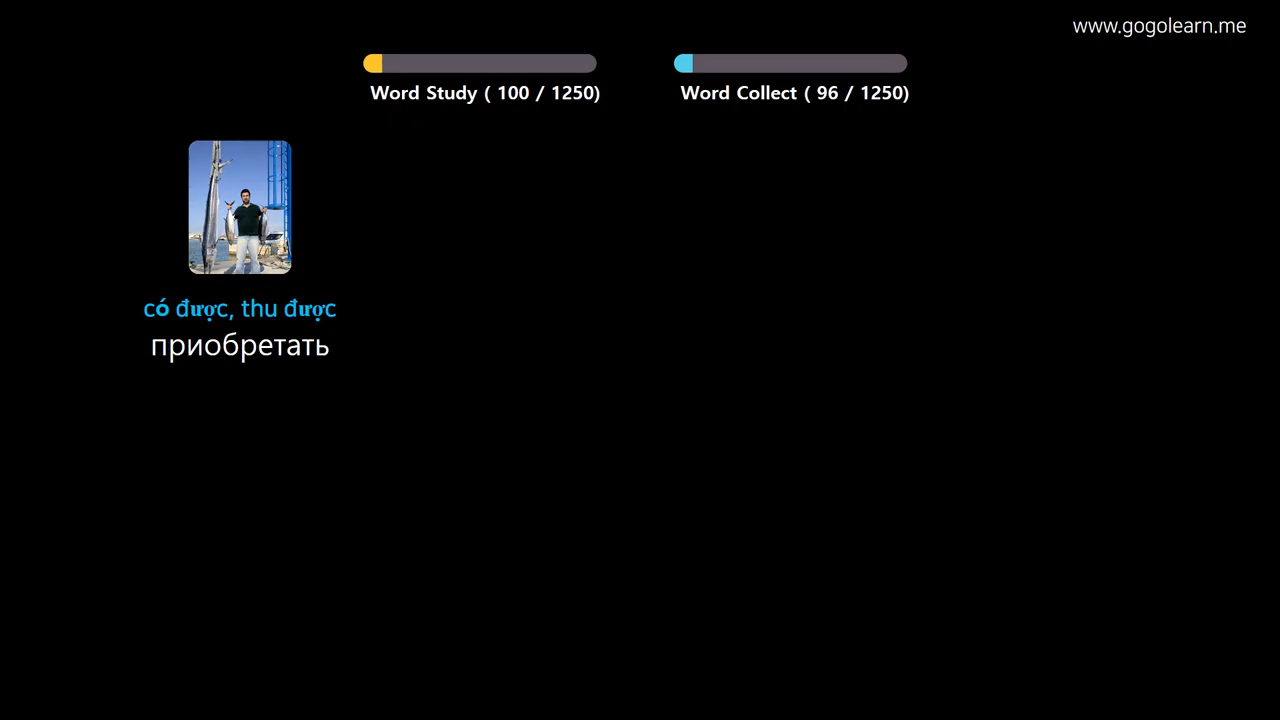 www.gogolearn.me
Word Study ( 100 / 1250)
Word Collect ( 96 / 1250)
có được, thu được
приобретать